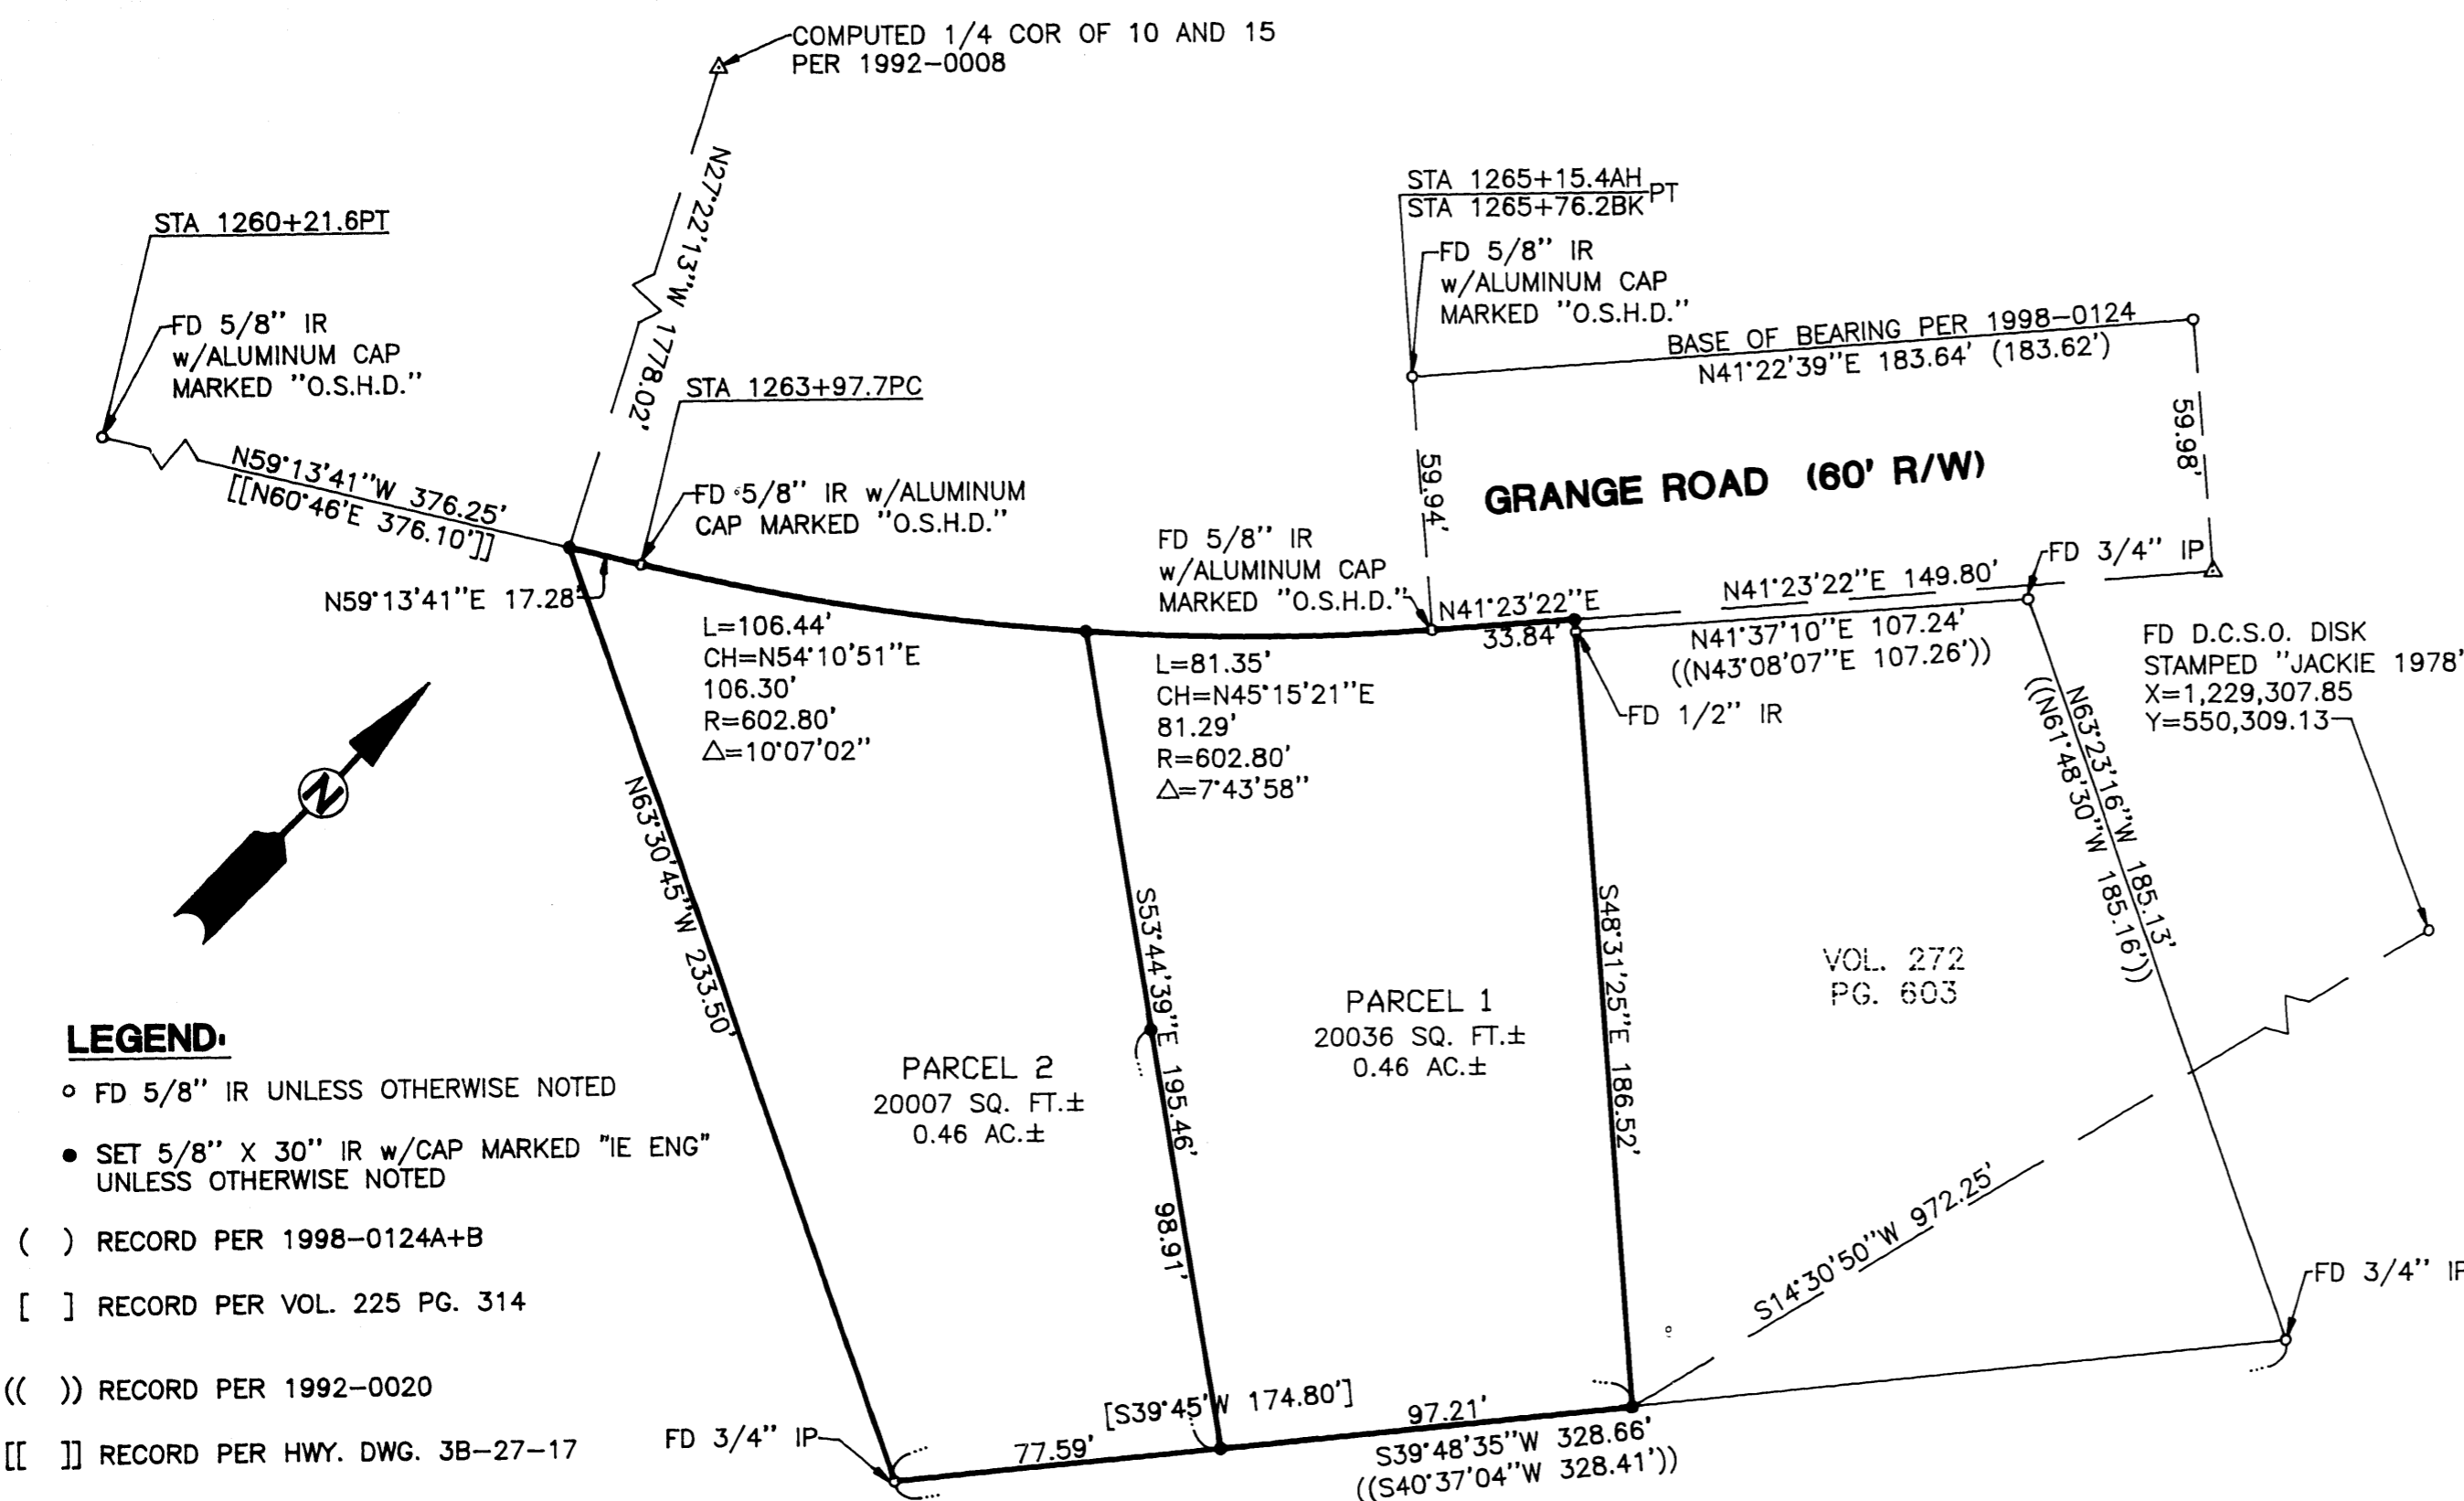 COMPUTED 1/4 COR OF 10 AND 15
PER 1992-0008
N27°22'13"W 1778.02'
STA 1260+21.6PT
FD 5/8" IR
w/ALUMINUM CAP
MARKED "O.S.H.D."
N59°13'41"W 376.25'
[[N60°46'E 376.10']]
STA 1263+97.7PC
FD 5/8" IR w/ALUMINUM
CAP MARKED "O.S.H.D."
N59°13'41"E 17.28'
STA 1265+15.4AH
STA 1265+76.2BK
PT
FD 5/8" IR
w/ALUMINUM CAP
MARKED "O.S.H.D."
BASE OF BEARING PER 1998-0124
N41°22'39"E 183.64' (183.62')
59.94'
59.98'
GRANGE ROAD (60' R/W)
FD 5/8" IR
w/ALUMINUM CAP
MARKED "O.S.H.D."
N41°23'22"E
33.84'
N41°23'22"E 149.80'
FD 3/4" IP
N41°37'10"E 107.24'
((N43°08'07"E 107.26'))
FD 1/2" IR
L=106.44'
CH=N54°10'51"E
106.30'
R=602.80'
△=10°07'02"
L=81.35'
CH=N45°15'21"E
81.29'
R=602.80'
△=7°43'58"
FD D.C.S.O. DISK
STAMPED "JACKIE 1978"
X=1,229,307.85
Y=550,309.13
N63°23'16"W 185.13'
((N61°48'30"W 185.16'))
N
N63°30'45"W 233.50'
S53°44'39"E 195.46'
98.91'
S48°31'25"E 186.52'
VOL. 272
PG. 603
PARCEL 1
20036 SQ. FT.±
0.46 AC.±
PARCEL 2
20007 SQ. FT.±
0.46 AC.±
S14°30'50"W 972.25'
FD 3/4" IP
[S39°45'W 174.80']
97.21'
77.59'
S39°48'35"W 328.66'
((S40°37'04"W 328.41'))
FD 3/4" IP
LEGEND:
FD 5/8" IR UNLESS OTHERWISE NOTED
SET 5/8" X 30" IR w/CAP MARKED "IE ENG"
UNLESS OTHERWISE NOTED
( ) RECORD PER 1998-0124A+B
[ ] RECORD PER VOL. 225 PG. 314
(( )) RECORD PER 1992-0020
[[ ]] RECORD PER HWY. DWG. 3B-27-17